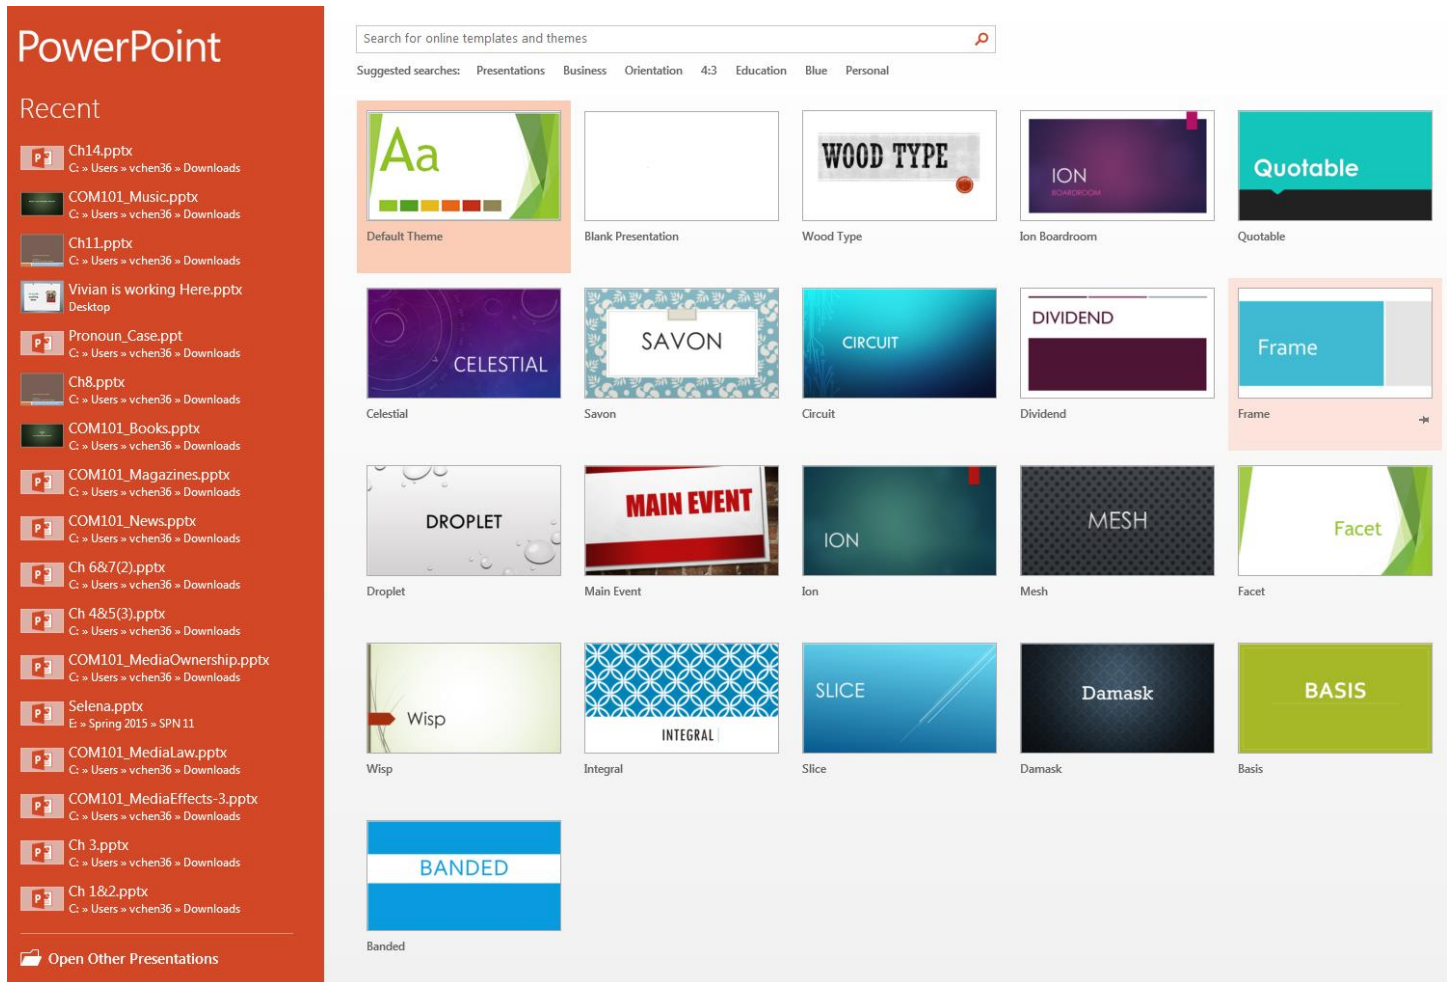 PowerPoint
Recent
Ch14.pptx
C: » Users » vchen36 » Downloads
COM101_Music.pptx
C: » Users » vchen36 » Downloads
Ch11.pptx
C: » Users » vchen36 » Downloads
Vivian is working Here.pptx
Desktop
Pronoun_Case.ppt
C: » Users » vchen36 » Downloads
Ch8.pptx
C: » Users » vchen36 » Downloads
COM101_Books.pptx
C: » Users » vchen36 » Downloads
COM101_Magazines.pptx
C: » Users » vchen36 » Downloads
COM101_News.pptx
C: » Users » vchen36 » Downloads
Ch 6&7(2).pptx
C: » Users » vchen36 » Downloads
Ch 4&5(3).pptx
C: » Users » vchen36 » Downloads
COM101_MediaOwnership.pptx
C: » Users » vchen36 » Downloads
Selena.pptx
E: » Spring 2015 » SPN 11
COM101_MediaLaw.pptx
C: » Users » vchen36 » Downloads
COM101_MediaEffects-3.pptx
C: » Users » vchen36 » Downloads
Ch 3.pptx
C: » Users » vchen36 » Downloads
Ch 1&2.pptx
C: » Users » vchen36 » Downloads
Open Other Presentations
Search for online templates and themes
Suggested searches: Presentations Business Orientation 4:3 Education Blue Personal
Aa
WOOD TYPE
ION
BOARDROOM
Quotable
Default Theme
Blank Presentation
Wood Type
Ion Boardroom
Quotable
CELESTIAL
SAVON
CIRCUIT
DIVIDEND
Frame
Celestial
Savon
Circuit
Dividend
Frame
DROPLET
MAIN EVENT
ION
MESH
Facet
Droplet
Main Event
Ion
Mesh
Facet
Wisp
INTEGRAL
SLICE
Damask
BASIS
Wisp
Integral
Slice
Damask
Basis
BANDED
Banded